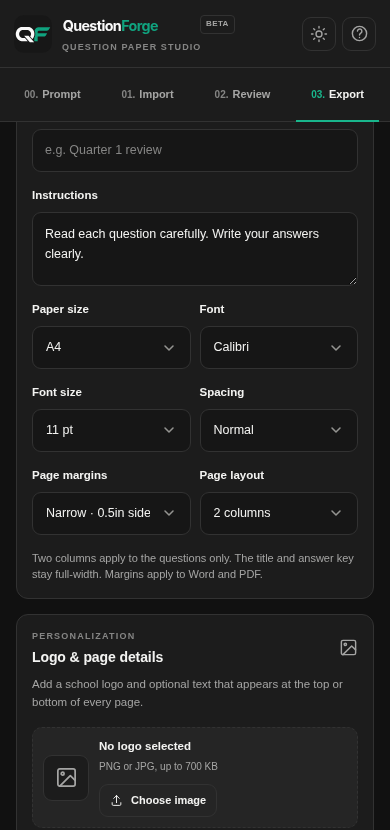 QF QuestionForge BETA
QUESTION PAPER STUDIO
00. Prompt 01. Import 02. Review 03. Export
e.g. Quarter 1 review
Instructions
Read each question carefully. Write your answers
clearly.
Paper size Font
A4 Calibri
Font size Spacing
11 pt Normal
Page margins Page layout
Narrow · 0.5in side 2 columns
Two columns apply to the questions only. The title and answer key
stay full-width. Margins apply to Word and PDF.
PERSONALIZATION
Logo & page details
Add a school logo and optional text that appears at the top or
bottom of every page.
No logo selected
PNG or JPG, up to 700 KB
Choose image